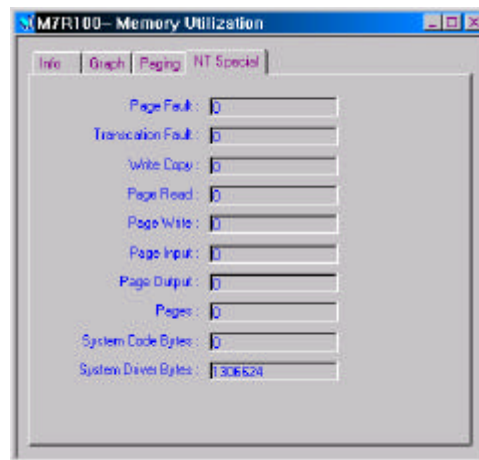 M7R100– Memory Utilization
Info Graph Paging NT Special
Page Fault : 0
Transcation Fault : 0
Write Copy : 0
Page Read : 0
Page Write : 0
Page Input : 0
Page Output : 0
Pages : 0
System Code Bytes : 0
System Driver Bytes : 1306624